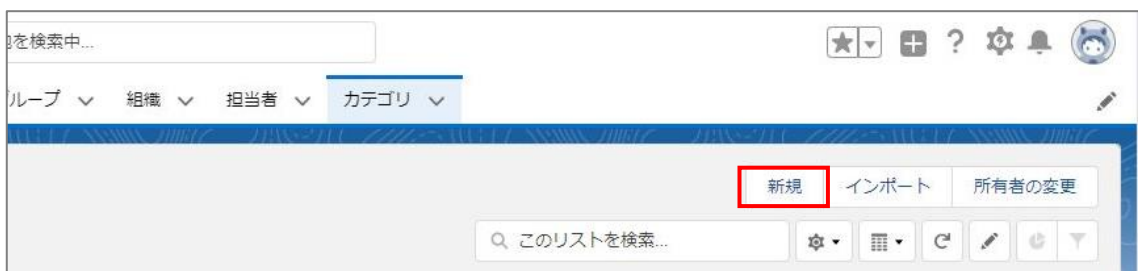 を検索中...
ループ 組織 担当者 カテゴリ
新規 インポート 所有者の変更
このリストを検索...